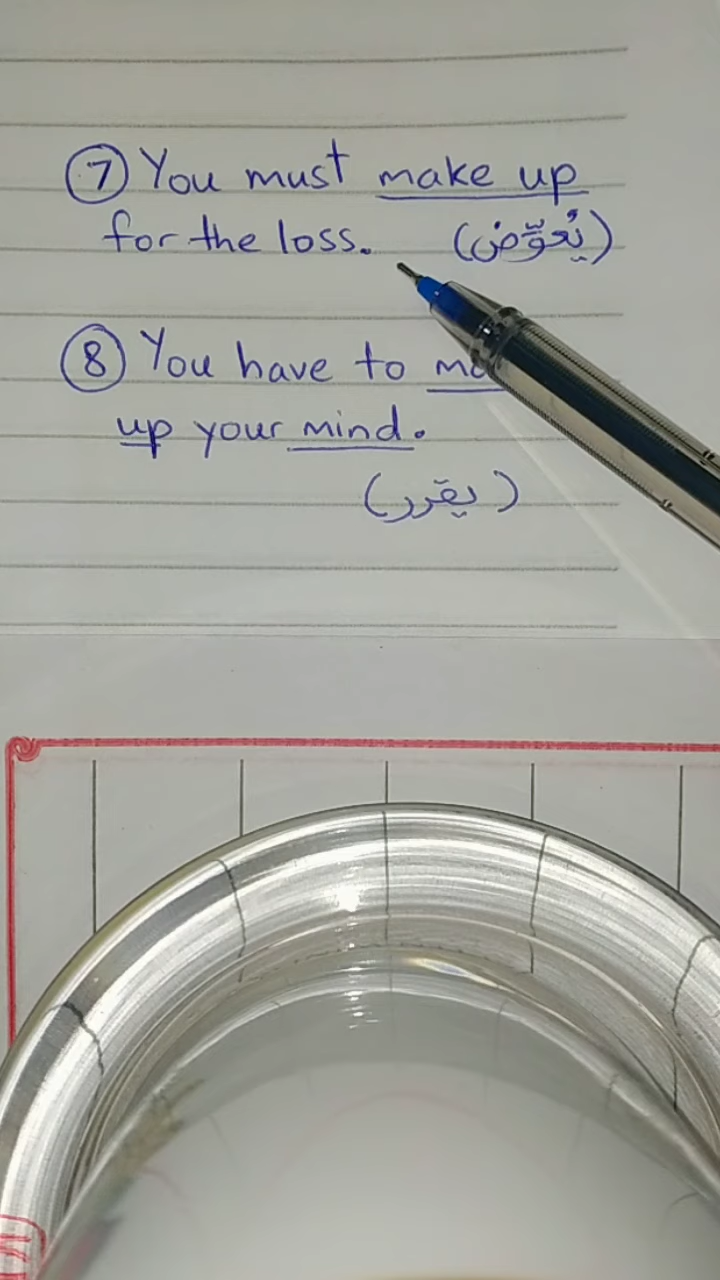 ⑦ You must make up
for the loss. (يُعوّض)
⑧ You have to
up your mind.
(يقرر)